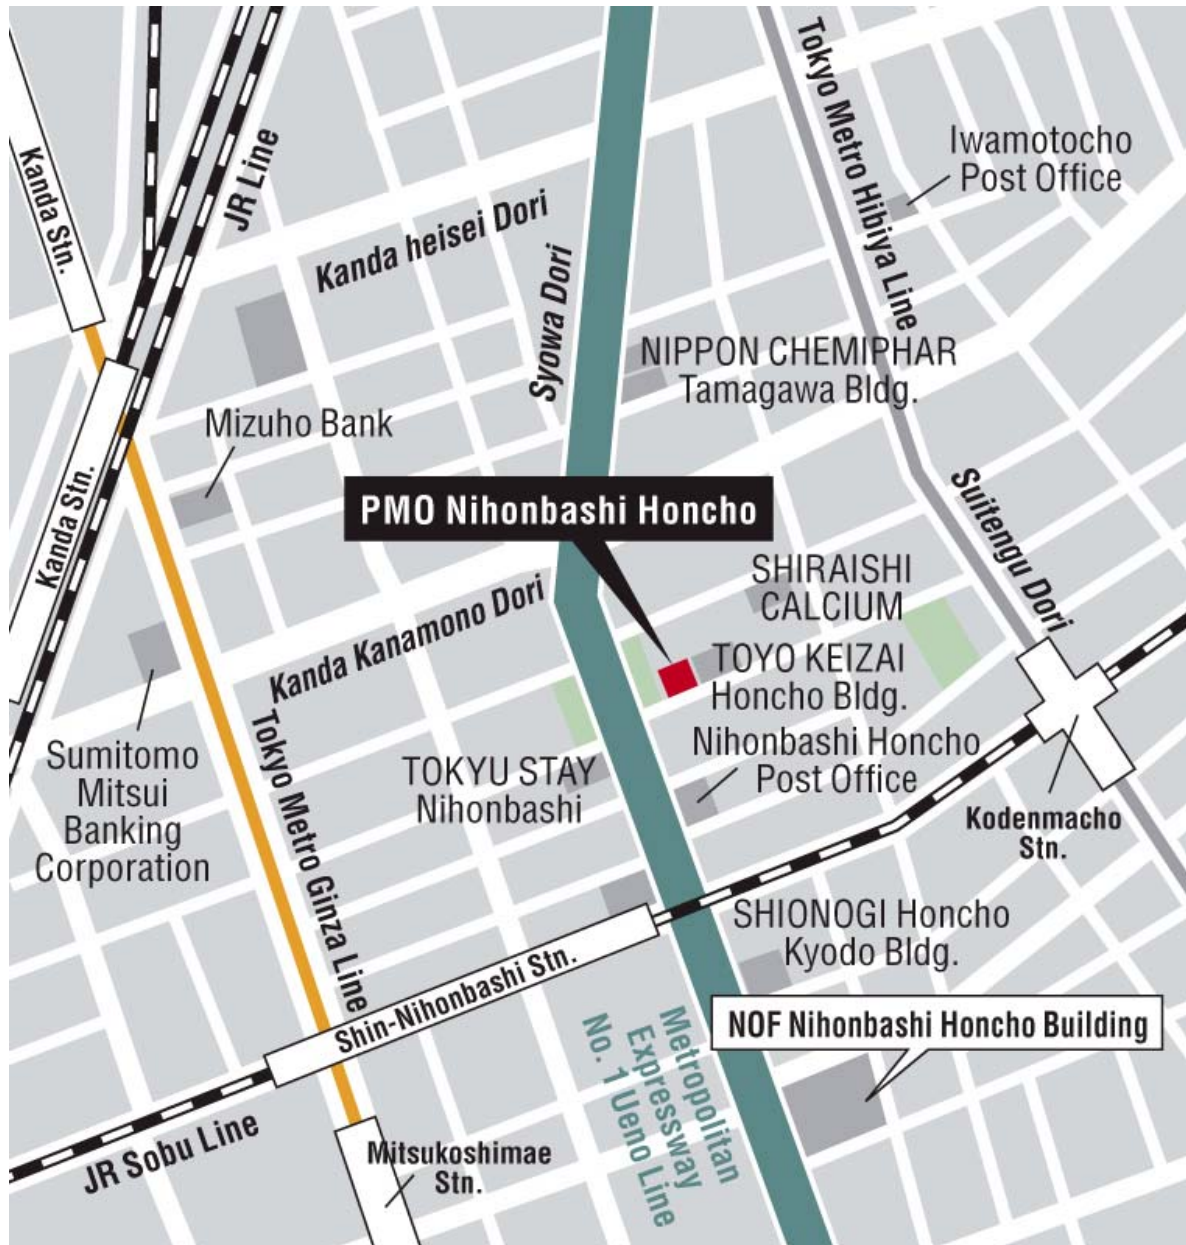 Tokyo Metro Hibiya Line
Iwamotocho
Post Office
Kanda Stn.
JR Line
Kanda heisei Dori
Syowa Dori
NIPPON CHEMIPHAR
Tamagawa Bldg.
Mizuho Bank
Kanda Stn.
PMO Nihonbashi Honcho
Suitengu Dori
SHIRAISHI
CALCIUM
Kanda Kanamono Dori
TOYO KEIZAI
Honcho Bldg.
Sumitomo
Mitsui
Banking
Corporation
Tokyo Metro Ginza Line
TOKYU STAY
Nihonbashi
Nihonbashi Honcho
Post Office
Kodenmacho
Stn.
SHIONOGI Honcho
Kyodo Bldg.
Shin-Nihonbashi Stn.
NOF Nihonbashi Honcho Building
Metropolitan
Expressway
No. 1 Ueno Line
JR Sobu Line
Mitsukoshimae
Stn.